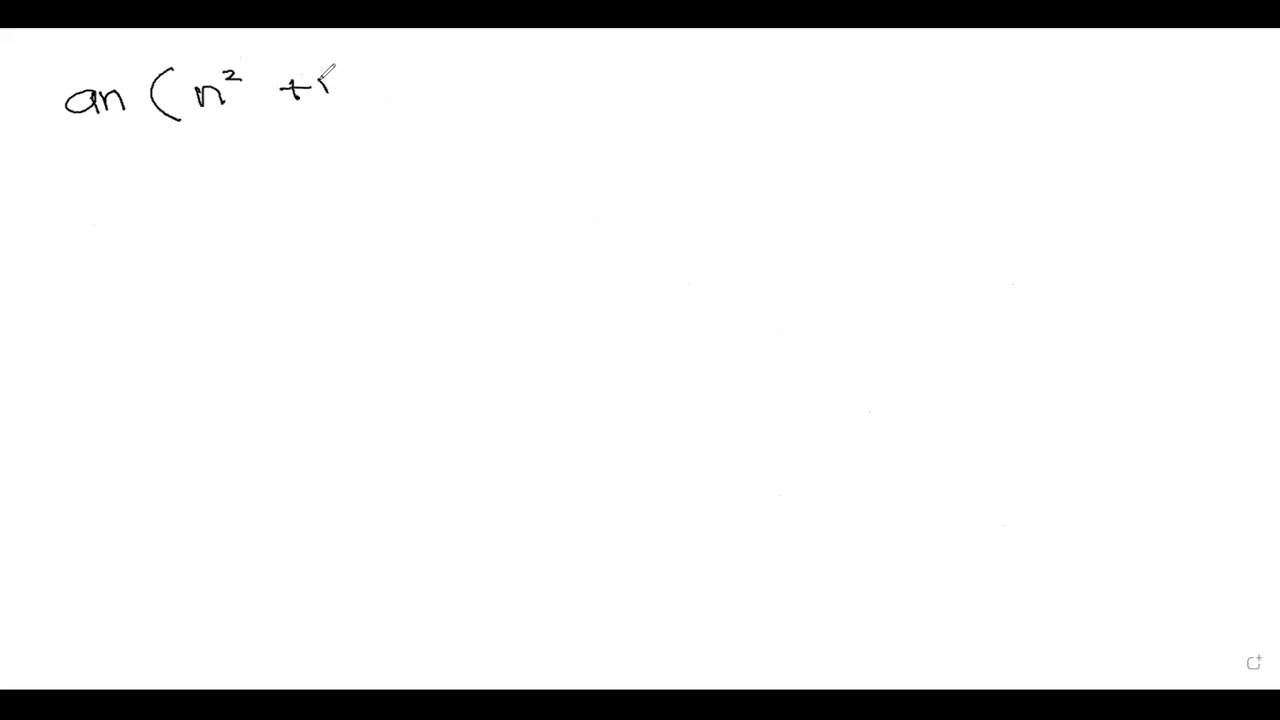 an (n² +